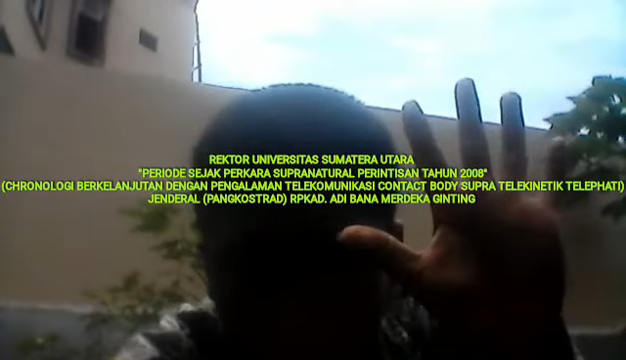 REKTOR UNIVERSITAS SUMATERA UTARA
"PERIODE SEJAK PERKARA SUPRANATURAL PERINTISAN TAHUN 2008"
(CHRONOLOGI BERKELANJUTAN DENGAN PENGALAMAN TELEKOMUNIKASI CONTACT BODY SUPRA TELEKINETIK TELEPHATI)
JENDERAL (PANGKOSTRAD) RPKAD. ADI BANA MERDEKA GINTING